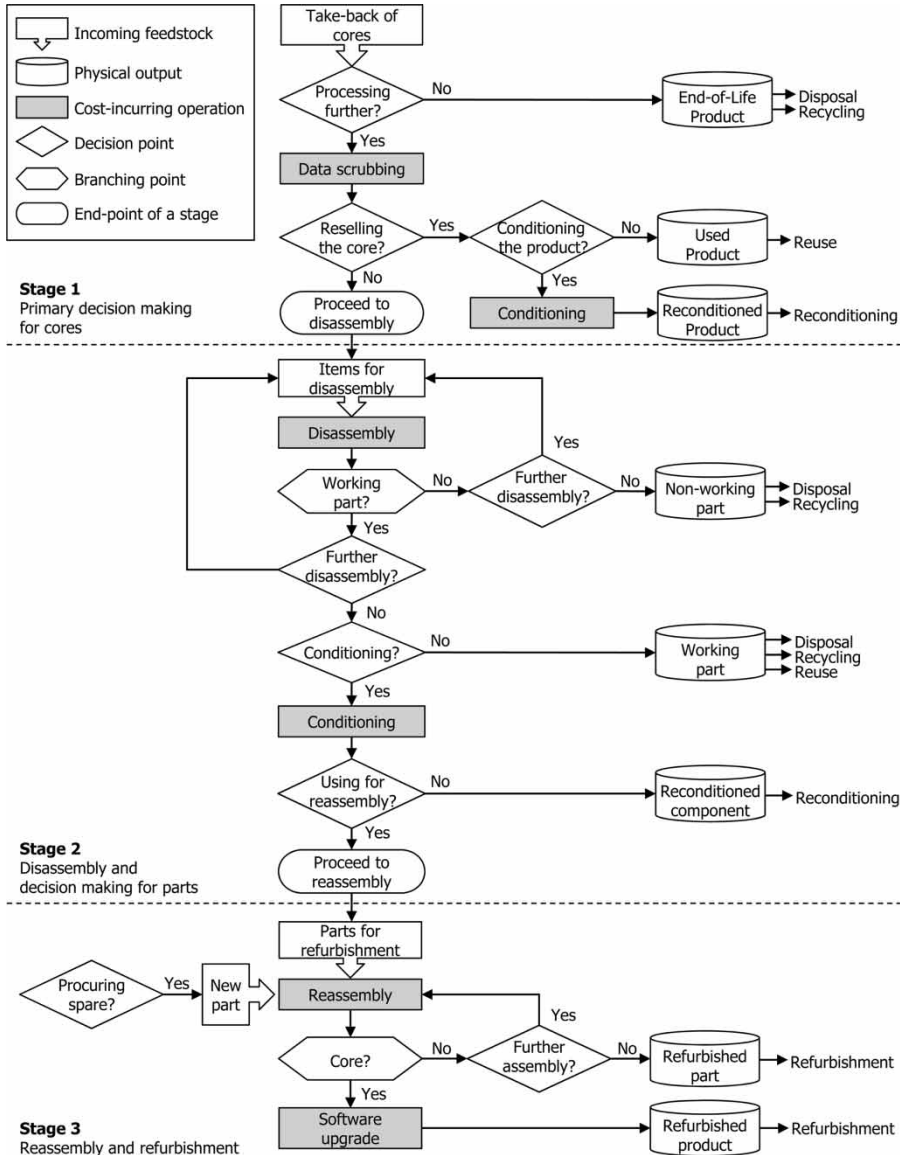 Incoming feedstock
Physical output
Cost-incurring operation
Decision point
Branching point
End-point of a stage
Take-back of
cores
Processing
further?
No
End-of-Life
Product
Disposal
Recycling
Yes
Data scrubbing
Reselling
the core?
Yes
Conditioning
the product?
No
Used
Product
Reuse
No
Yes
Stage 1
Primary decision making
for cores
Proceed to
disassembly
Conditioning
Reconditioned
Product
Reconditioning
Items for
disassembly
Disassembly
Yes
Working
part?
No
Further
disassembly?
No
Non-working
part
Disposal
Recycling
Yes
Further
disassembly?
No
Conditioning?
No
Working
part
Disposal
Recycling
Reuse
Yes
Conditioning
Using for
reassembly?
No
Reconditioned
component
Reconditioning
Yes
Stage 2
Disassembly and
decision making for parts
Proceed to
reassembly
Parts for
refurbishment
Procuring
spare?
Yes
New
part
Reassembly
Yes
Core?
No
Further
assembly?
No
Refurbished
part
Refurbishment
Yes
Stage 3
Reassembly and refurbishment
Software
upgrade
Refurbished
product
Refurbishment